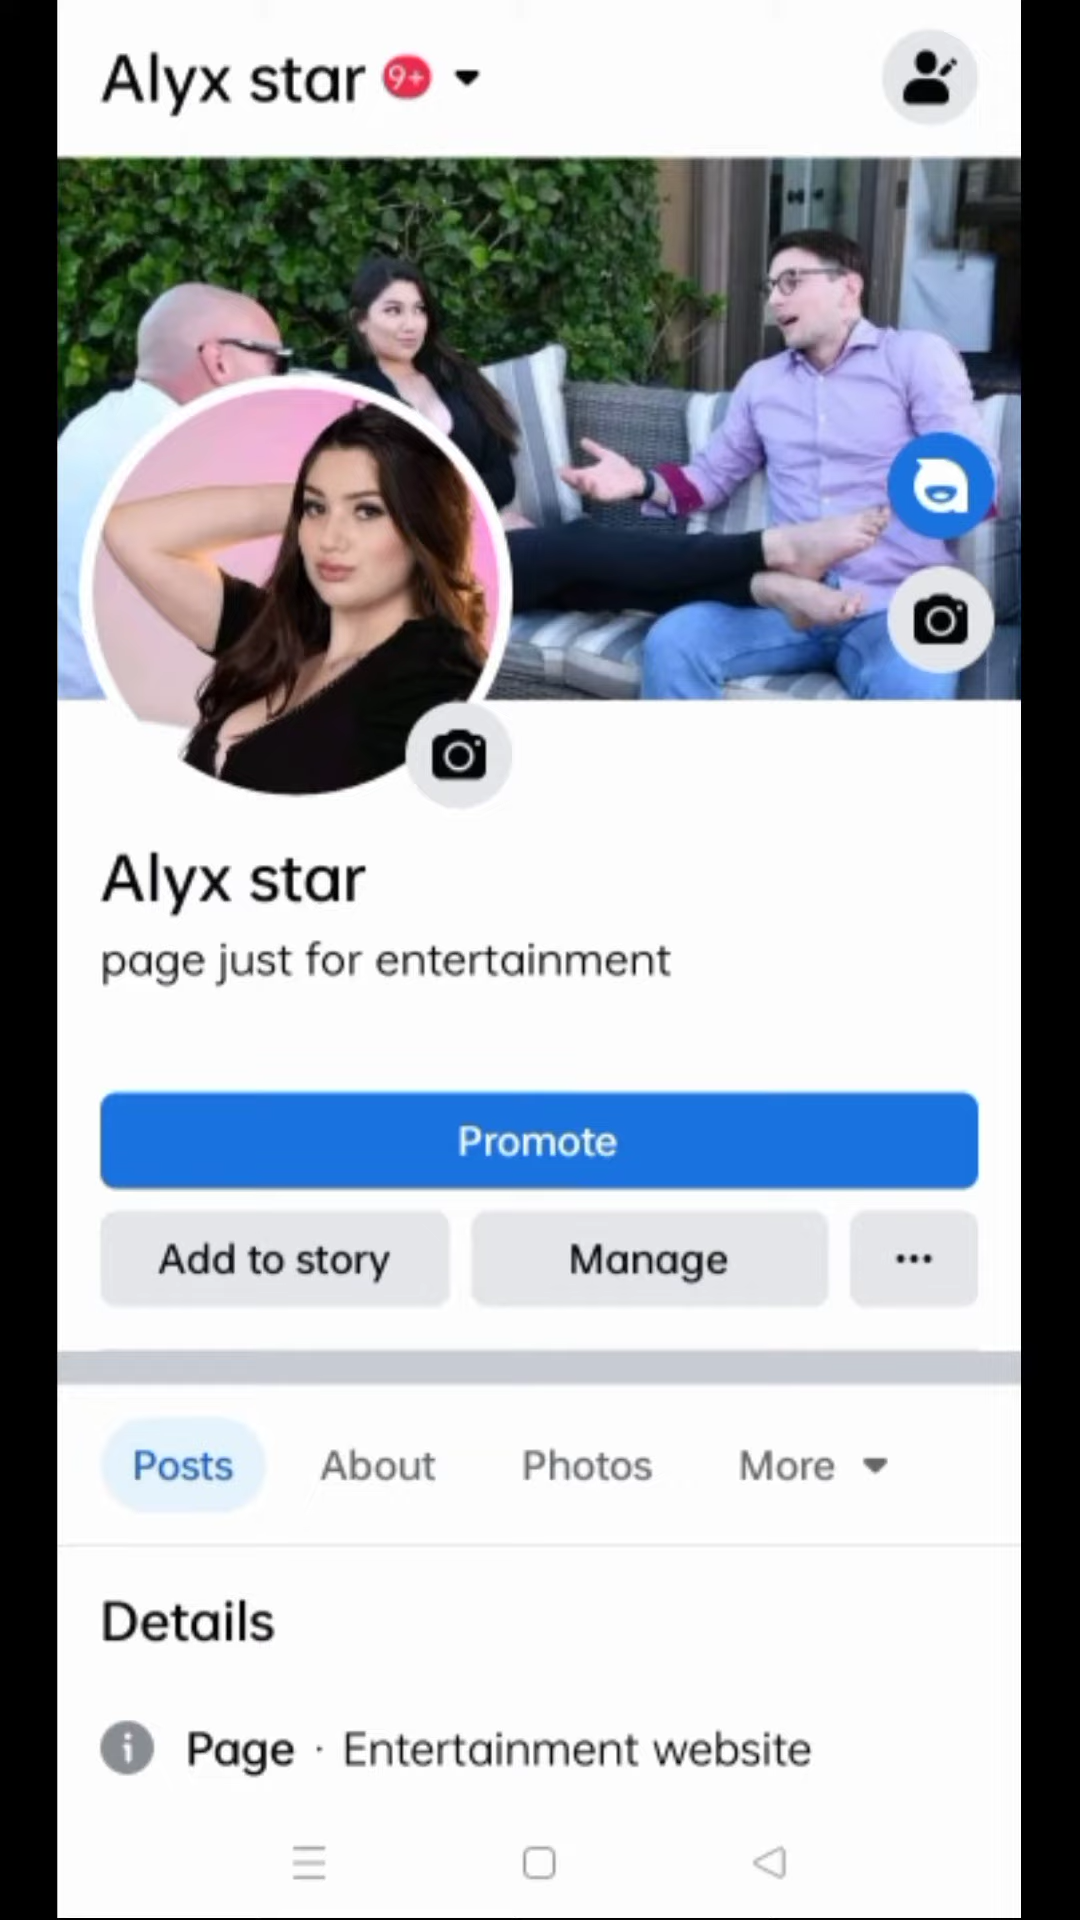 Alyx star 9+
Alyx star
page just for entertainment
Promote
Add to story Manage ...
Posts About Photos More
Details
Page · Entertainment website